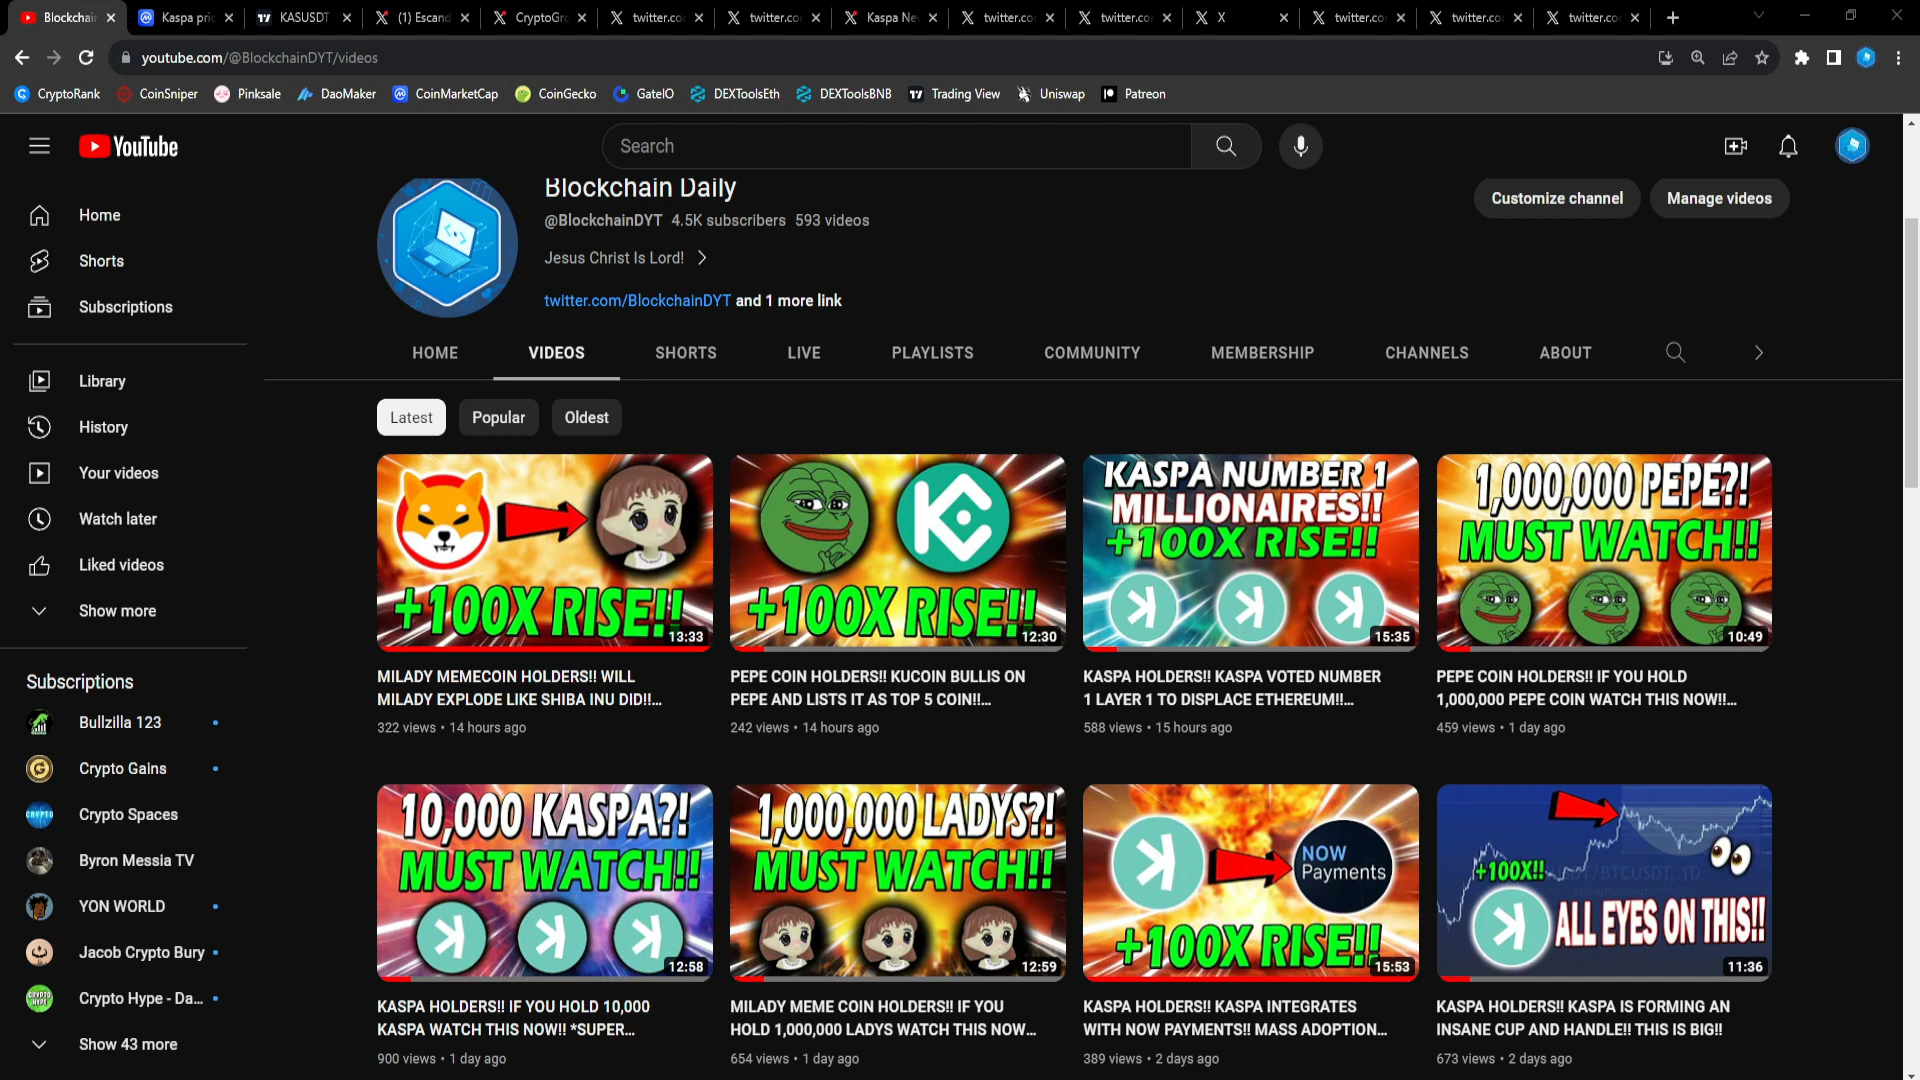 Blockchain
Kaspa pric
KASUSDT
(1) Escand
CryptoGro
twitter.co
twitter.co
Kaspa Ne
twitter.co
twitter.co
X
twitter.co
twitter.co
twitter.co
youtube.com/@BlockchainDYT/videos
CryptoRank
CoinSniper
Pinksale
DaoMaker
CoinMarketCap
CoinGecko
GateIO
DEXToolsEth
DEXToolsBNB
Trading View
Uniswap
Patreon
YouTube
Search
Home
Shorts
Subscriptions
Library
History
Your videos
Watch later
Liked videos
Show more
Subscriptions
Bullzilla 123
Crypto Gains
CRYPTO
Crypto Spaces
Byron Messia TV
YON WORLD
Jacob Crypto Bury
CRYPTO
HYPE
Crypto Hype - Da...
Show 43 more
Blockchain Daily
@BlockchainDYT 4.5K subscribers 593 videos
Jesus Christ Is Lord!
twitter.com/BlockchainDYT and 1 more link
Customize channel
Manage videos
HOME
VIDEOS
SHORTS
LIVE
PLAYLISTS
COMMUNITY
MEMBERSHIP
CHANNELS
ABOUT
Latest
Popular
Oldest
+100X RISE!!
13:33
MILADY MEMECOIN HOLDERS!! WILL
MILADY EXPLODE LIKE SHIBA INU DID!!...
322 views • 14 hours ago
+100X RISE!!
12:30
PEPE COIN HOLDERS!! KUCOIN BULLIS ON
PEPE AND LISTS IT AS TOP 5 COIN!!...
242 views • 14 hours ago
KASPA NUMBER 1
MILLIONAIRES!!
+100X RISE!!
15:35
KASPA HOLDERS!! KASPA VOTED NUMBER
1 LAYER 1 TO DISPLACE ETHEREUM!!...
588 views • 15 hours ago
1,000,000 PEPE?!
MUST WATCH!!
10:49
PEPE COIN HOLDERS!! IF YOU HOLD
1,000,000 PEPE COIN WATCH THIS NOW!!...
459 views • 1 day ago
10,000 KASPA?!
MUST WATCH!!
12:58
KASPA HOLDERS!! IF YOU HOLD 10,000
KASPA WATCH THIS NOW!! *SUPER...
900 views • 1 day ago
1,000,000 LADYS?!
MUST WATCH!!
12:59
MILADY MEME COIN HOLDERS!! IF YOU
HOLD 1,000,000 LADYS WATCH THIS NOW...
654 views • 1 day ago
NOW
Payments
+100X RISE!!
15:53
KASPA HOLDERS!! KASPA INTEGRATES
WITH NOW PAYMENTS!! MASS ADOPTION...
389 views • 2 days ago
+100X!!
/BTCUSDT, 1D
ALL EYES ON THIS!!
11:36
KASPA HOLDERS!! KASPA IS FORMING AN
INSANE CUP AND HANDLE!! THIS IS BIG!!
673 views • 2 days ago